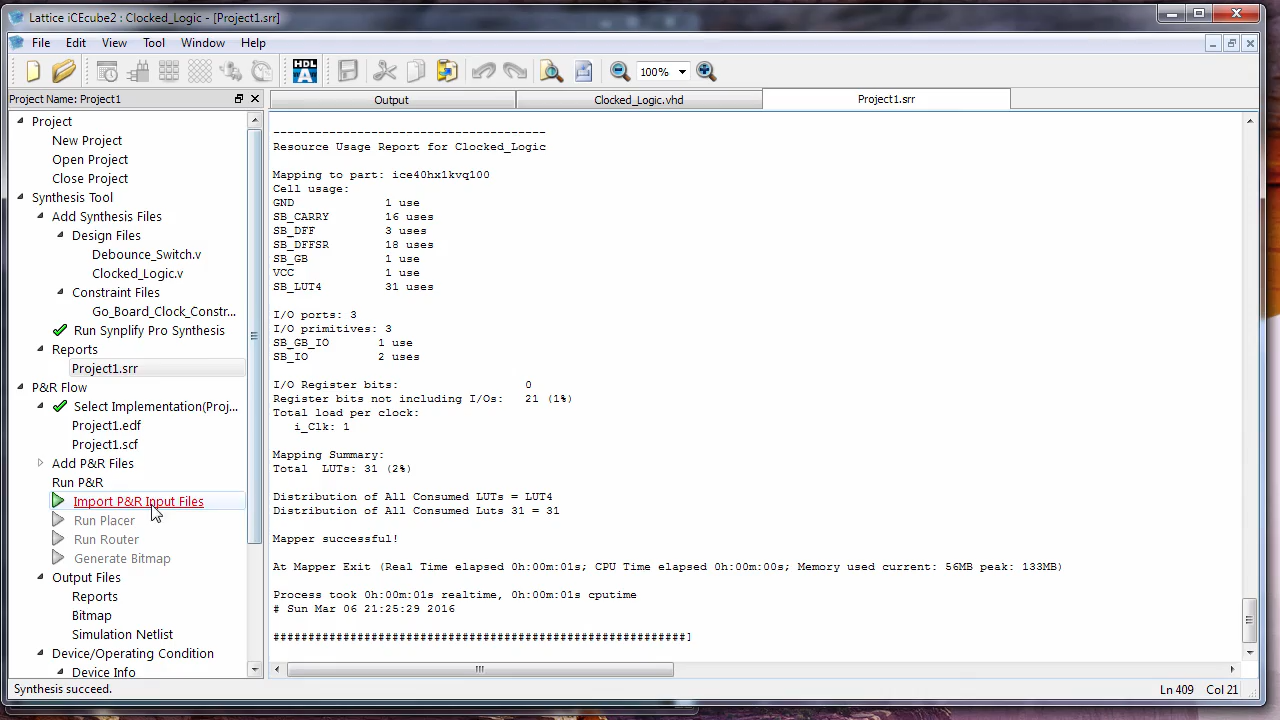 Lattice iCEcube2 : Clocked_Logic - [Project1.srr]
File Edit View Tool Window Help
HDL
100%
Project Name: Project1
Output Clocked_Logic.vhd Project1.srr
Project
New Project
Open Project
Close Project
Synthesis Tool
Add Synthesis Files
Design Files
Debounce_Switch.v
Clocked_Logic.v
Constraint Files
Go_Board_Clock_Constr...
Run Synplify Pro Synthesis
Reports
Project1.srr
P&R Flow
Select Implementation(Proj...
Project1.edf
Project1.scf
Add P&R Files
Run P&R
Import P&R Input Files
Run Placer
Run Router
Generate Bitmap
Output Files
Reports
Bitmap
Simulation Netlist
Device/Operating Condition
Device Info
---------------------------------------
Resource Usage Report for Clocked_Logic
Mapping to part: ice40hx1kvq100
Cell usage:
GND 1 use
SB_CARRY 16 uses
SB_DFF 3 uses
SB_DFFSR 18 uses
SB_GB 1 use
VCC 1 use
SB_LUT4 31 uses
I/O ports: 3
I/O primitives: 3
SB_GB_IO 1 use
SB_IO 2 uses
I/O Register bits: 0
Register bits not including I/Os: 21 (1%)
Total load per clock:
i_Clk: 1
Mapping Summary:
Total LUTs: 31 (2%)
Distribution of All Consumed LUTs = LUT4
Distribution of All Consumed Luts 31 = 31
Mapper successful!
At Mapper Exit (Real Time elapsed 0h:00m:01s; CPU Time elapsed 0h:00m:00s; Memory used current: 56MB peak: 133MB)
Process took 0h:00m:01s realtime, 0h:00m:01s cputime
# Sun Mar 06 21:25:29 2016
###########################################################]
Synthesis succeed.
Ln 409 Col 21